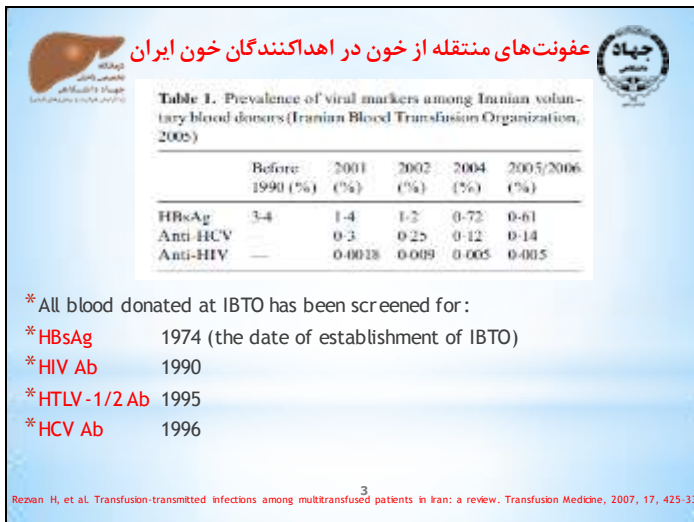 عفونت‌های منتقله از خون در اهداکنندگان خون ایران
جهاد
Table 1. Prevalence of viral markers among Iranian volun-
tary blood donors (Iranian Blood Transfusion Organization,
2005)
Before 1990 (%) 2001 (%) 2002 (%) 2004 (%) 2005/2006 (%)
HBsAg 3·4 1·4 1·2 0·72 0·61
Anti-HCV — 0·3 0·25 0·12 0·14
Anti-HIV — 0·0018 0·009 0·005 0·005
*All blood donated at IBTO has been screened for:
*HBsAg 1974 (the date of establishment of IBTO)
*HIV Ab 1990
*HTLV-1/2 Ab 1995
*HCV Ab 1996
3
Rezvan H, et al. Transfusion-transmitted infections among multitransfused patients in Iran: a review. Transfusion Medicine, 2007, 17, 425-33